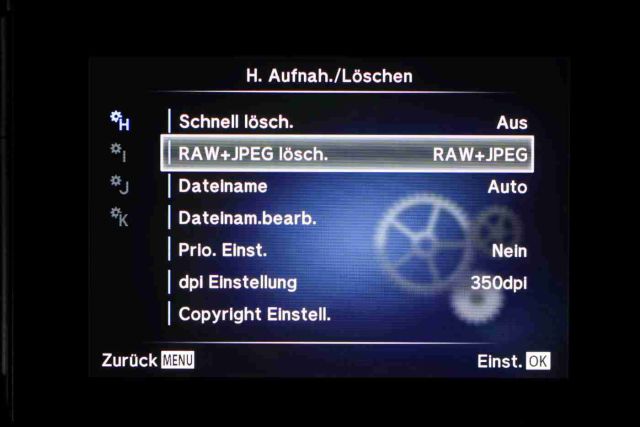 H. Aufnah./Löschen
H
Schnell lösch. Aus
I
RAW+JPEG lösch. RAW+JPEG
J
Dateiname Auto
K
Dateinam.bearb.
Prio. Einst. Nein
dpi Einstellung 350dpi
Copyright Einstell.
Zurück MENU Einst. OK